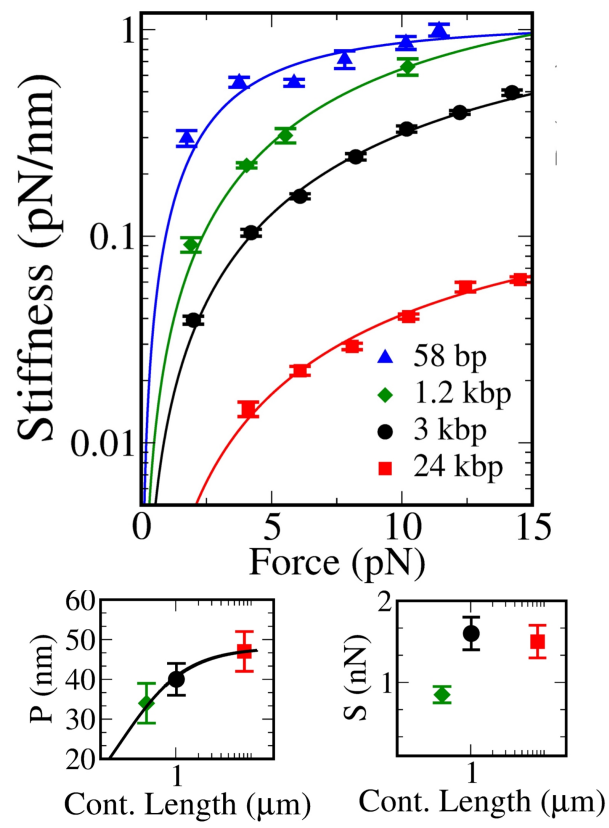 1
0.1
0.01
Stiffness (pN/nm)
58 bp
1.2 kbp
3 kbp
24 kbp
0
5
10
15
Force (pN)
60
50
40
30
20
P (nm)
1
Cont. Length (μm)
2
1
S (nN)
1
Cont. Length (μm)